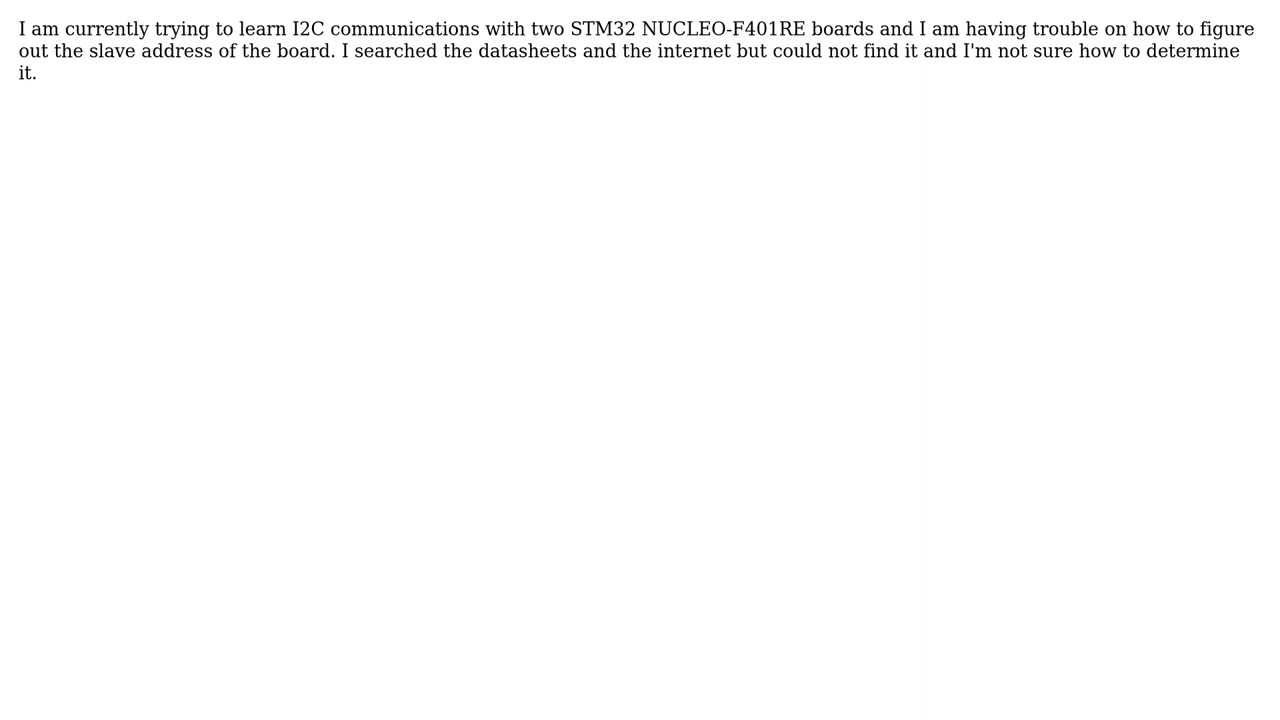 I am currently trying to learn I2C communications with two STM32 NUCLEO-F401RE boards and I am having trouble on how to figure
out the slave address of the board. I searched the datasheets and the internet but could not find it and I'm not sure how to determine
it.